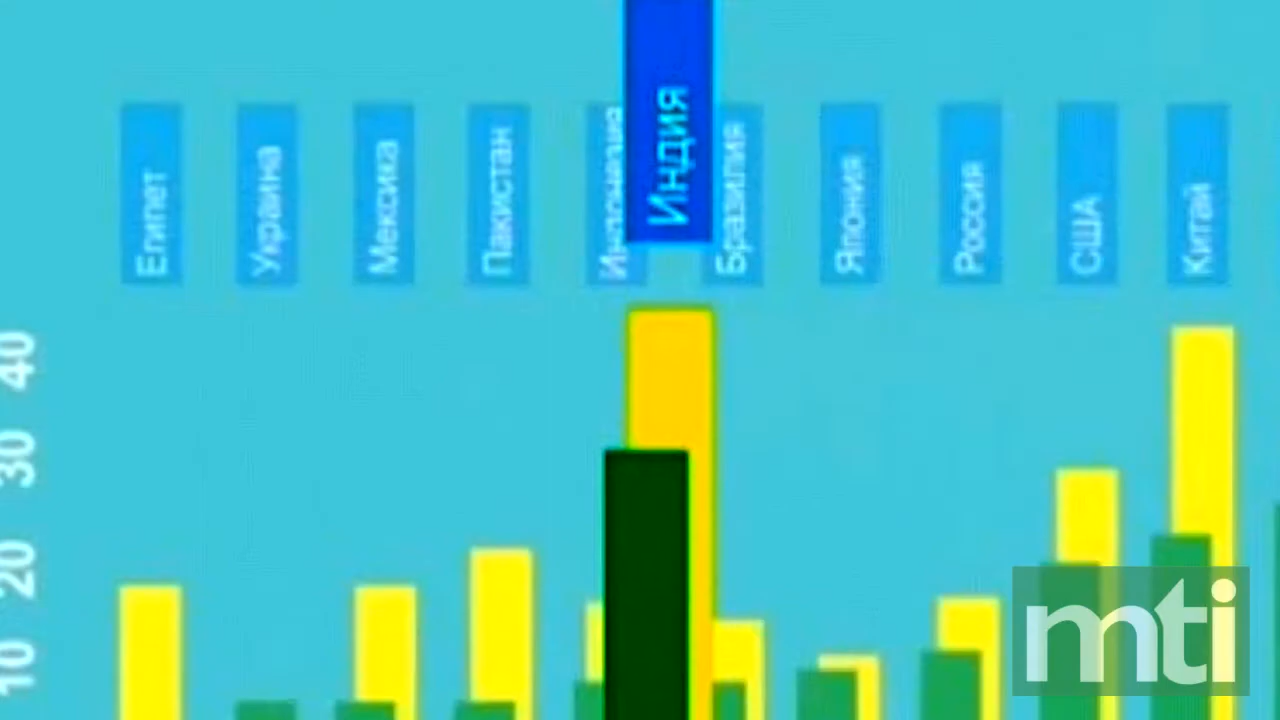 Египет
Украина
Мексика
Пакистан
Индия
Бразилия
Япония
Россия
США
Китай
40
30
20
10
mti